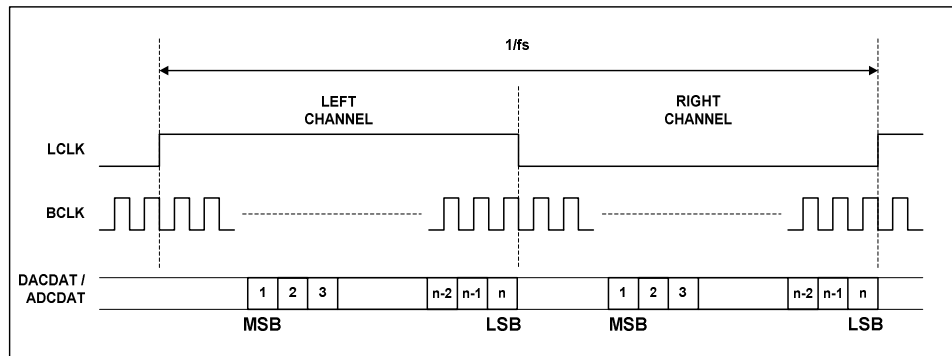 1/fs
LEFT
CHANNEL
RIGHT
CHANNEL
LCLK
BCLK
DACDAT /
ADCDAT
1 2 3 n-2 n-1 n 1 2 3 n-2 n-1 n
MSB LSB MSB LSB